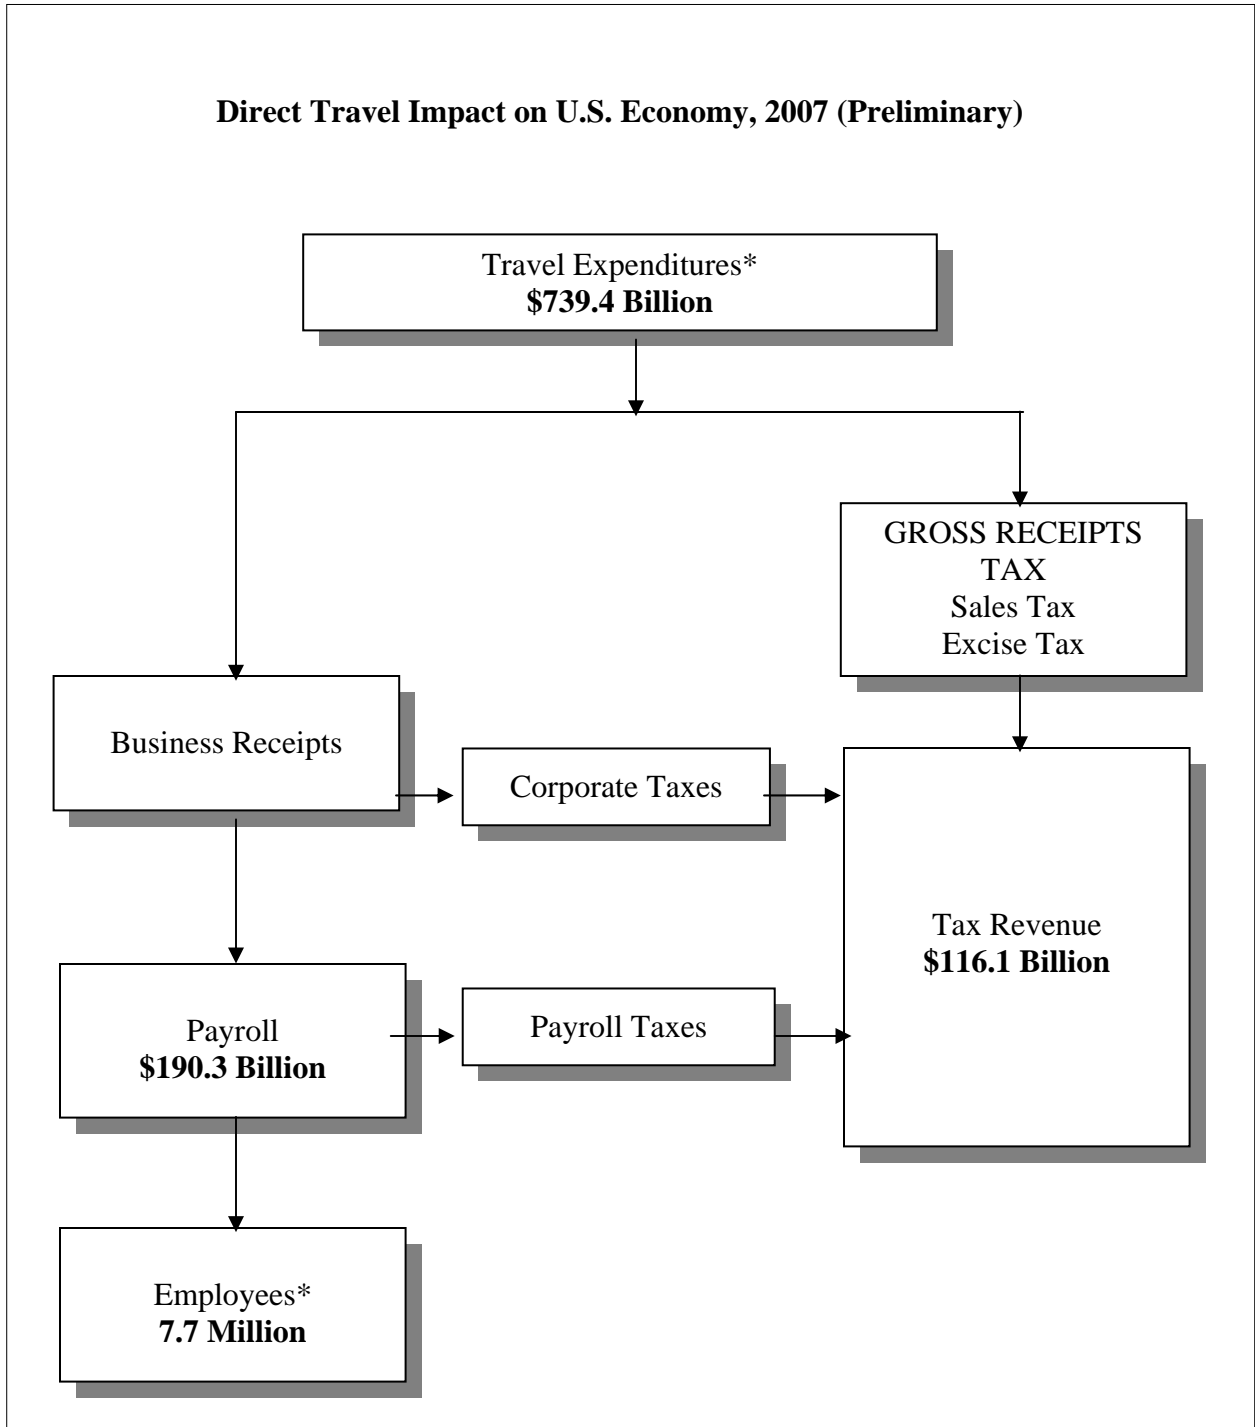 Direct Travel Impact on U.S. Economy, 2007 (Preliminary)
Travel Expenditures*
$739.4 Billion
GROSS RECEIPTS
TAX
Sales Tax
Excise Tax
Business Receipts
Corporate Taxes
Tax Revenue
$116.1 Billion
Payroll
$190.3 Billion
Payroll Taxes
Employees*
7.7 Million